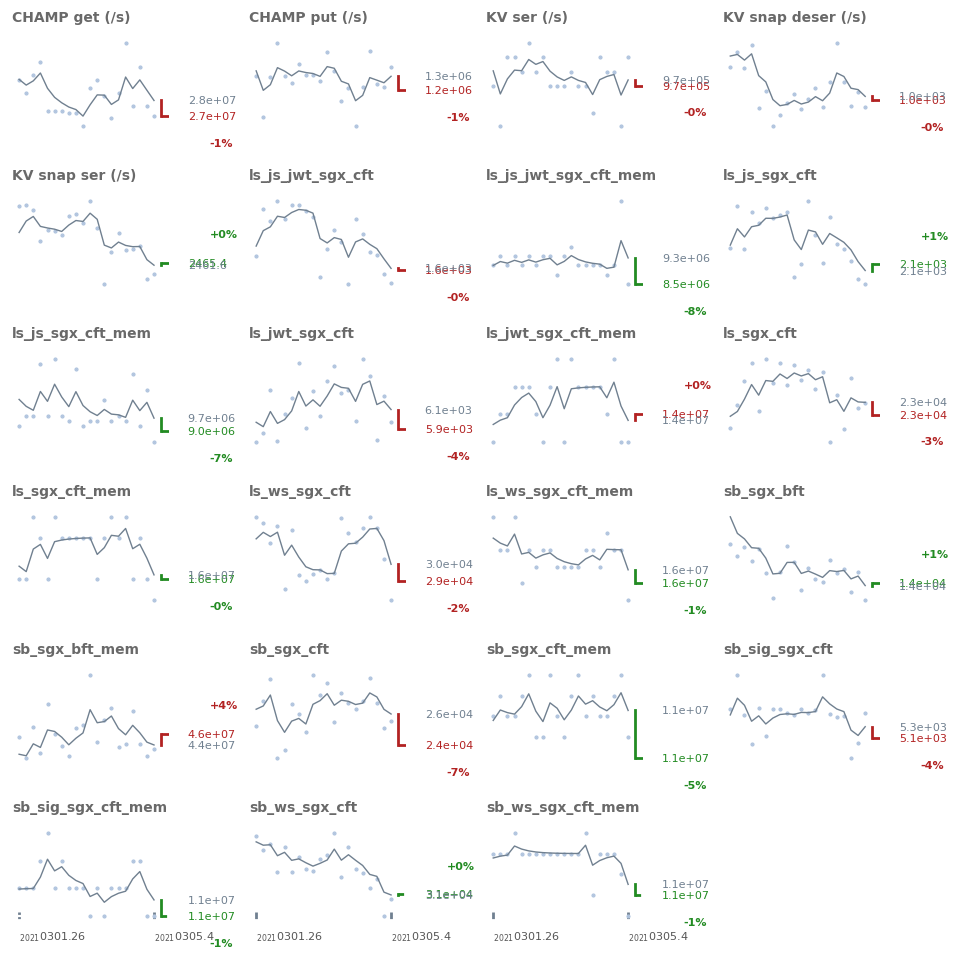 CHAMP get (/s)
2.8e+07
2.7e+07
-1%
CHAMP put (/s)
1.3e+06
1.2e+06
-1%
KV ser (/s)
9.7e+05
9.7e+05
-0%
KV snap deser (/s)
1.0e+03
1.0e+03
-0%
KV snap ser (/s)
+0%
2465.4
ls_js_jwt_sgx_cft
1.6e+03
1.6e+03
-0%
ls_js_jwt_sgx_cft_mem
9.3e+06
8.5e+06
-8%
ls_js_sgx_cft
+1%
2.1e+03
2.1e+03
ls_js_sgx_cft_mem
9.7e+06
9.0e+06
-7%
ls_jwt_sgx_cft
6.1e+03
5.9e+03
-4%
ls_jwt_sgx_cft_mem
+0%
1.4e+07
1.4e+07
ls_sgx_cft
2.3e+04
2.3e+04
-3%
ls_sgx_cft_mem
1.6e+07
1.6e+07
-0%
ls_ws_sgx_cft
3.0e+04
2.9e+04
-2%
ls_ws_sgx_cft_mem
1.6e+07
1.6e+07
-1%
sb_sgx_bft
+1%
1.4e+04
1.4e+04
sb_sgx_bft_mem
+4%
4.6e+07
4.4e+07
sb_sgx_cft
2.6e+04
2.4e+04
-7%
sb_sgx_cft_mem
1.1e+07
1.1e+07
-5%
sb_sig_sgx_cft
5.3e+03
5.1e+03
-4%
sb_sig_sgx_cft_mem
1.1e+07
1.1e+07
-1%
2021 0301.26
2021 0305.4
sb_ws_sgx_cft
+0%
3.1e+04
3.1e+04
2021 0301.26
2021 0305.4
sb_ws_sgx_cft_mem
1.1e+07
1.1e+07
-1%
2021 0301.26
2021 0305.4